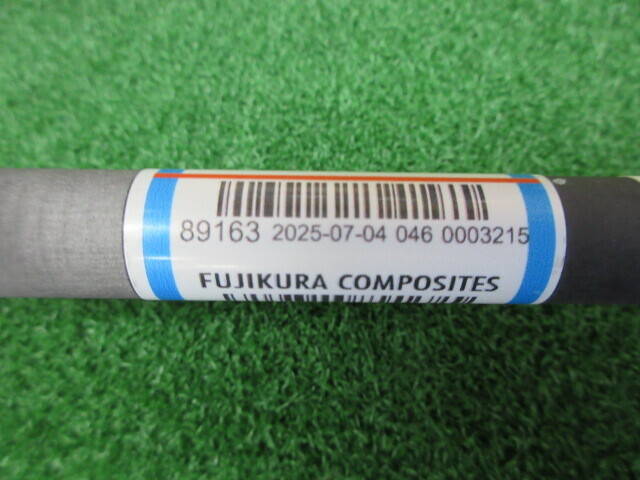 89163 2025-07-04 046 0003215
FUJIKURA COMPOSITES